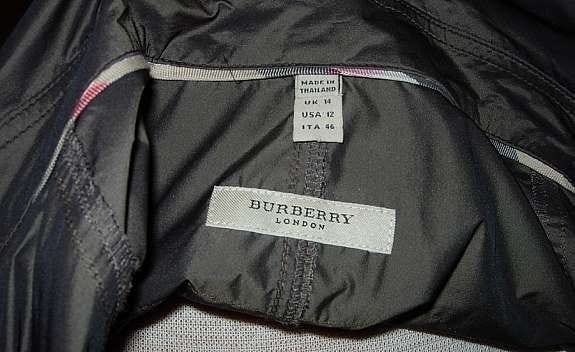 MADE IN
THAILAND
UK 14
USA 12
ITA 46
BURBERRY
LONDON